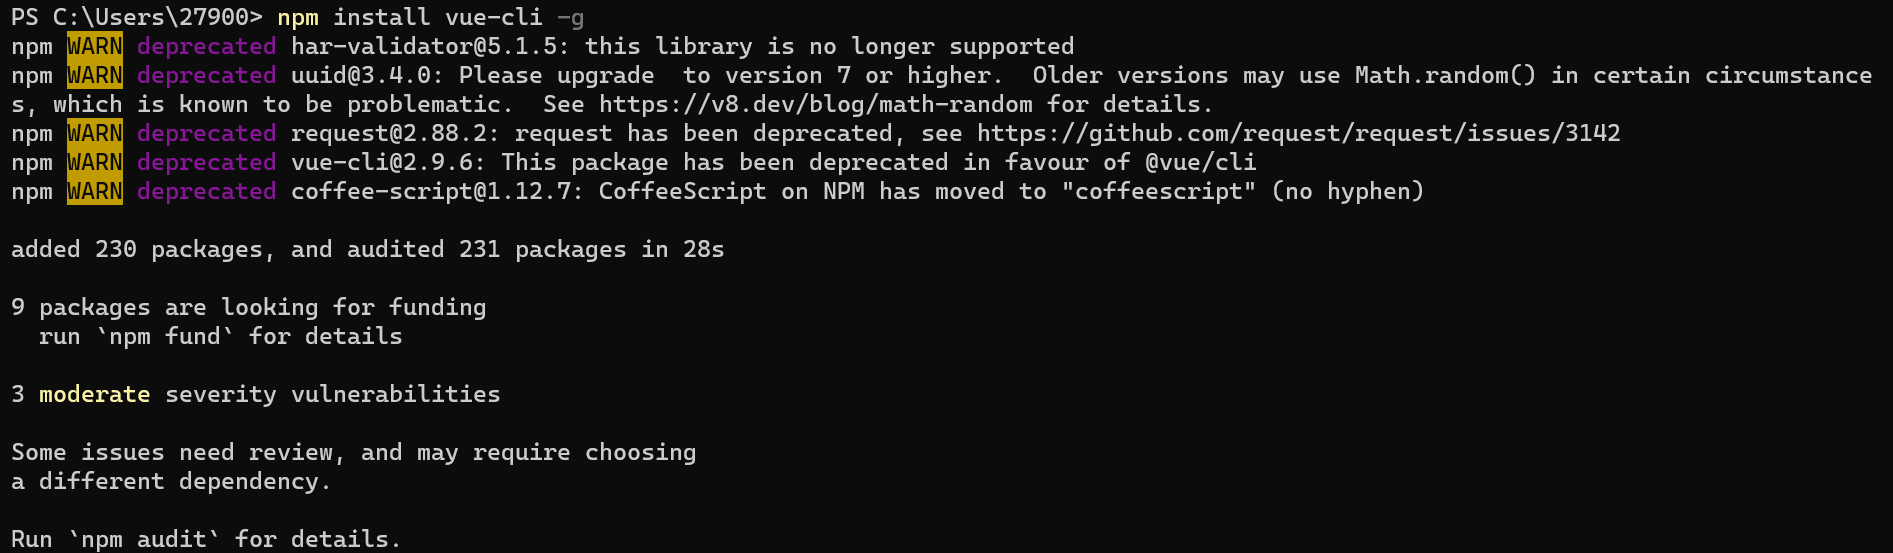 PS C:\Users\27900> npm install vue-cli -g
npm WARN deprecated har-validator@5.1.5: this library is no longer supported
npm WARN deprecated uuid@3.4.0: Please upgrade  to version 7 or higher.  Older versions may use Math.random() in certain circumstance
s, which is known to be problematic.  See https://v8.dev/blog/math-random for details.
npm WARN deprecated request@2.88.2: request has been deprecated, see https://github.com/request/request/issues/3142
npm WARN deprecated vue-cli@2.9.6: This package has been deprecated in favour of @vue/cli
npm WARN deprecated coffee-script@1.12.7: CoffeeScript on NPM has moved to "coffeescript" (no hyphen)
added 230 packages, and audited 231 packages in 28s
9 packages are looking for funding
  run `npm fund` for details
3 moderate severity vulnerabilities
Some issues need review, and may require choosing
a different dependency.
Run `npm audit` for details.